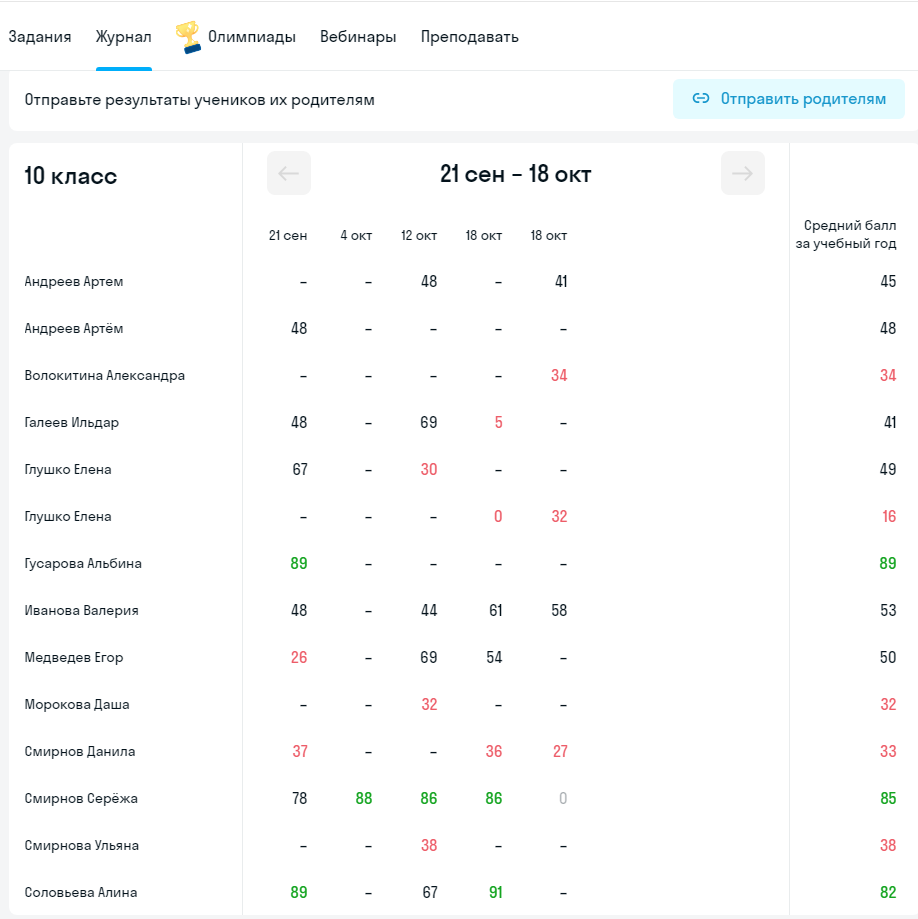 Задания Журнал Олимпиады Вебинары Преподавать
Отправьте результаты учеников их родителям Отправить родителям
10 класс ← 21 сен – 18 окт →
Средний балл
21 сен 4 окт 12 окт 18 окт 18 окт за учебный год
Андреев Артем – – 48 – 41 45
Андреев Артём 48 – – – – 48
Волокитина Александра – – – – 34 34
Галеев Ильдар 48 – 69 5 – 41
Глушко Елена 67 – 30 – – 49
Глушко Елена – – – 0 32 16
Гусарова Альбина 89 – – – – 89
Иванова Валерия 48 – 44 61 58 53
Медведев Егор 26 – 69 54 – 50
Морокова Даша – – 32 – – 32
Смирнов Данила 37 – – 36 27 33
Смирнов Серёжа 78 88 86 86 0 85
Смирнова Ульяна – – 38 – – 38
Соловьева Алина 89 – 67 91 – 82